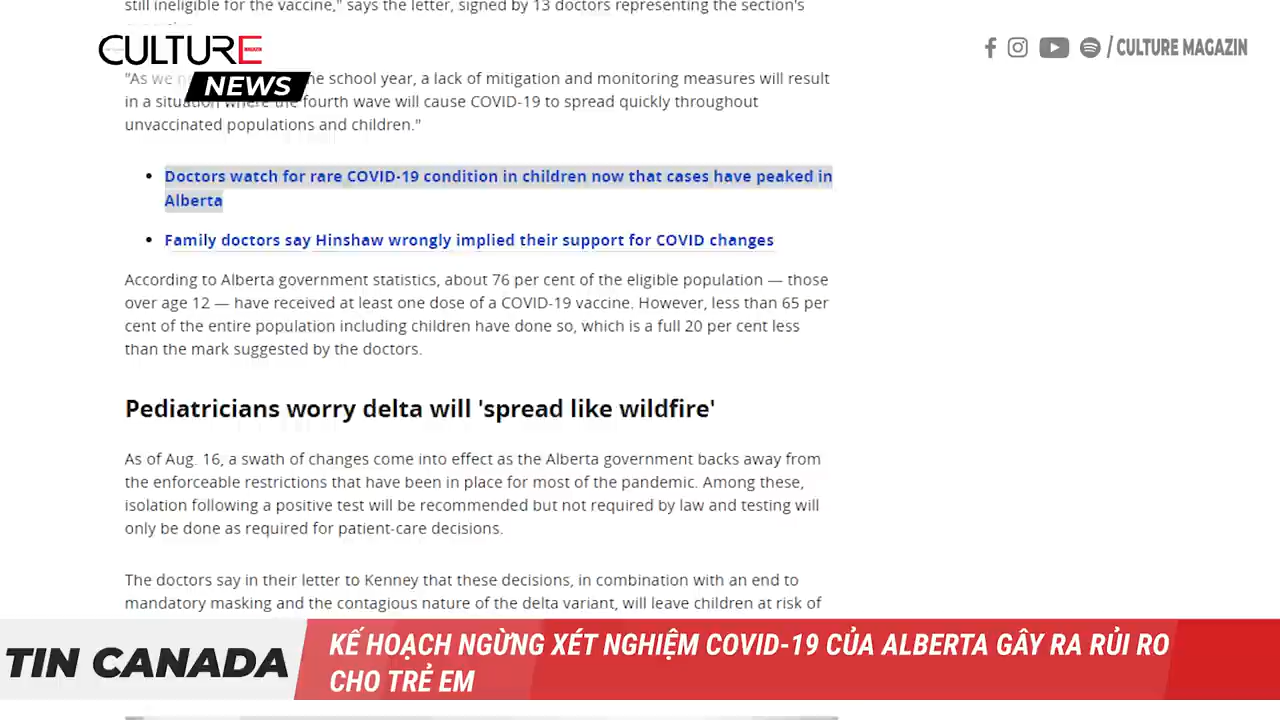 still ineligible for the vaccine," says the letter, signed by 13 doctors representing the section's
CULTURE
NEWS
/ CULTURE MAGAZIN
"As we he school year, a lack of mitigation and monitoring measures will result
in a situation where the fourth wave will cause COVID-19 to spread quickly throughout
unvaccinated populations and children."
• Doctors watch for rare COVID-19 condition in children now that cases have peaked in
Alberta
• Family doctors say Hinshaw wrongly implied their support for COVID changes
According to Alberta government statistics, about 76 per cent of the eligible population — those
over age 12 — have received at least one dose of a COVID-19 vaccine. However, less than 65 per
cent of the entire population including children have done so, which is a full 20 per cent less
than the mark suggested by the doctors.
Pediatricians worry delta will 'spread like wildfire'
As of Aug. 16, a swath of changes come into effect as the Alberta government backs away from
the enforceable restrictions that have been in place for most of the pandemic. Among these,
isolation following a positive test will be recommended but not required by law and testing will
only be done as required for patient-care decisions.
The doctors say in their letter to Kenney that these decisions, in combination with an end to
mandatory masking and the contagious nature of the delta variant, will leave children at risk of
TIN CANADA
KẾ HOẠCH NGỪNG XÉT NGHIỆM COVID-19 CỦA ALBERTA GÂY RA RỦI RO
CHO TRẺ EM